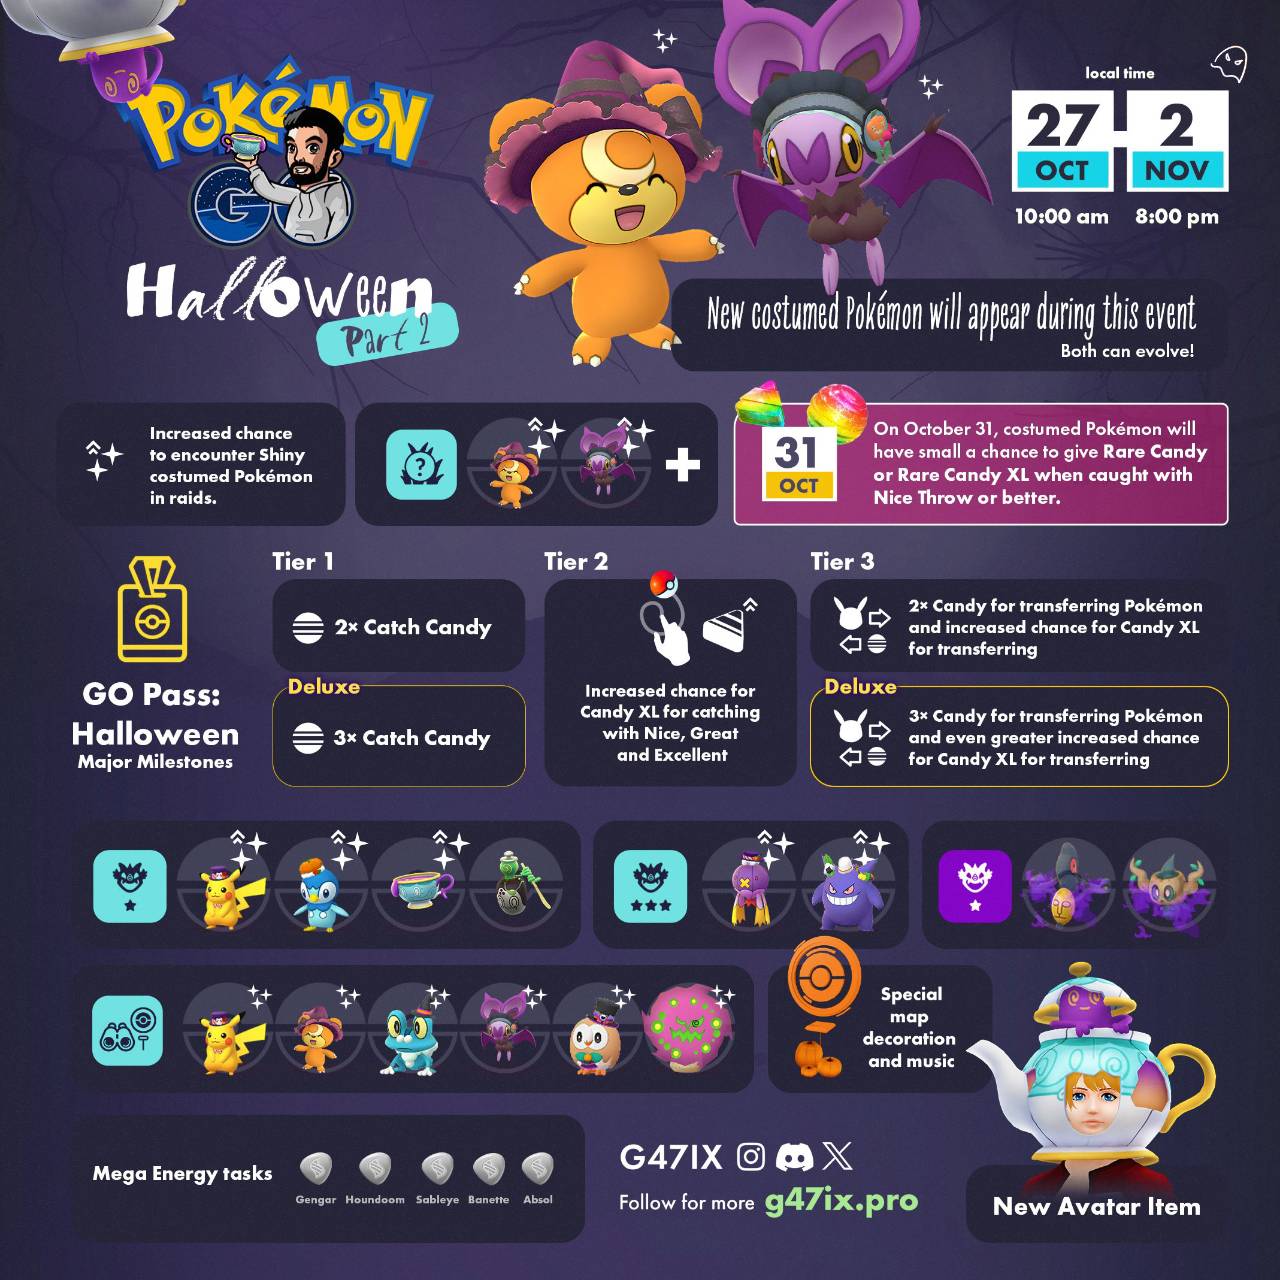 POKÉMON
GO
Halloween
Part 2
local time
27
OCT
2
NOV
10:00 am
8:00 pm
New costumed Pokémon will appear during this event
Both can evolve!
Increased chance
to encounter Shiny
costumed Pokémon
in raids.
?
+
31
OCT
On October 31, costumed Pokémon will
have small a chance to give Rare Candy
or Rare Candy XL when caught with
Nice Throw or better.
GO Pass:
Halloween
Major Milestones
Tier 1
2× Catch Candy
Deluxe
3× Catch Candy
Tier 2
Increased chance for
Candy XL for catching
with Nice, Great
and Excellent
Tier 3
2× Candy for transferring Pokémon
and increased chance for Candy XL
for transferring
Deluxe
3× Candy for transferring Pokémon
and even greater increased chance
for Candy XL for transferring
Special
map
decoration
and music
Mega Energy tasks
Gengar
Houndoom
Sableye
Banette
Absol
G47IX
Follow for more g47ix.pro
New Avatar Item